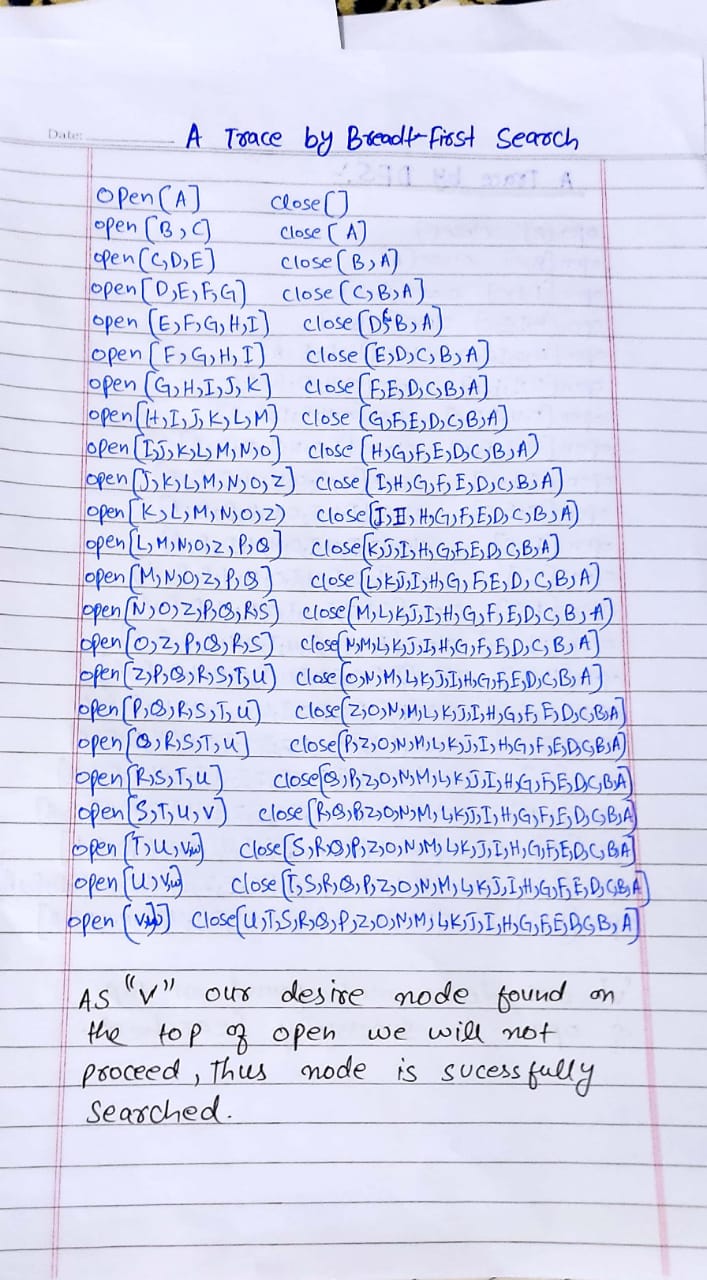 Date:
A Trace by Breadth First Search
Open [A] close []
open [B, C] close [A]
open [C, D, E] close [B, A]
open [D, E, F, G] close [C, B, A]
open [E, F, G, H, I] close [D, C, B, A]
open [F, G, H, I] close [E, D, C, B, A]
open [G, H, I, J, K] close [F, E, D, C, B, A]
open [H, I, J, K, L, M] close [G, F, E, D, C, B, A]
open [I, J, K, L, M, N, O] close [H, G, F, E, D, C, B, A]
open [J, K, L, M, N, O, Z] close [I, H, G, F, E, D, C, B, A]
open [K, L, M, N, O, Z) close [J, I, H, G, F, E, D, C, B, A]
open [L, M, N, O, Z, P, Q] close [K, J, I, H, G, F, E, D, C, B, A]
open [M, N, O, Z, P, Q] close [L, K, J, I, H, G, F, E, D, C, B, A]
open [N, O, Z, P, Q, R, S] close [M, L, K, J, I, H, G, F, E, D, C, B, A]
open [O, Z, P, Q, R, S] close [N, M, L, K, J, I, H, G, F, E, D, C, B, A]
open [Z, P, Q, R, S, T, U] close [O, N, M, L, K, J, I, H, G, F, E, D, C, B, A]
open [P, Q, R, S, T, U] close [Z, O, N, M, L, K, J, I, H, G, F, E, D, C, B, A]
open [Q, R, S, T, U] close [P, Z, O, N, M, L, K, J, I, H, G, F, E, D, C, B, A]
open [R, S, T, U] close [Q, P, Z, O, N, M, L, K, J, I, H, G, F, E, D, C, B, A]
open [S, T, U, V] close [R, Q, P, Z, O, N, M, L, K, J, I, H, G, F, E, D, C, B, A]
open [T, U, V, W] close [S, R, Q, P, Z, O, N, M, L, K, J, I, H, G, F, E, D, C, B, A]
open [U, V, W] close [T, S, R, Q, P, Z, O, N, M, L, K, J, I, H, G, F, E, D, C, B, A]
open [V, W] close [U, T, S, R, Q, P, Z, O, N, M, L, K, J, I, H, G, F, E, D, C, B, A]
As "V" our desire node found on
the top of open we will not
proceed, Thus node is sucessfully
Searched.